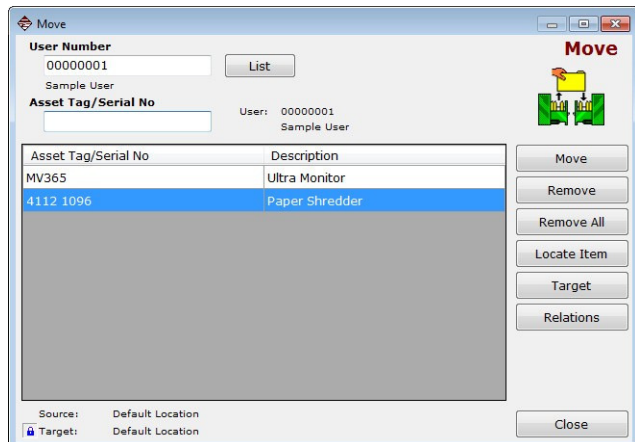 Move
User Number
Move
00000001
List
Sample User
Asset Tag/Serial No
User: 00000001
Sample User
Asset Tag/Serial No Description
MV365 Ultra Monitor
4112 1096 Paper Shredder
Move
Remove
Remove All
Locate Item
Target
Relations
Source: Default Location
Target: Default Location
Close